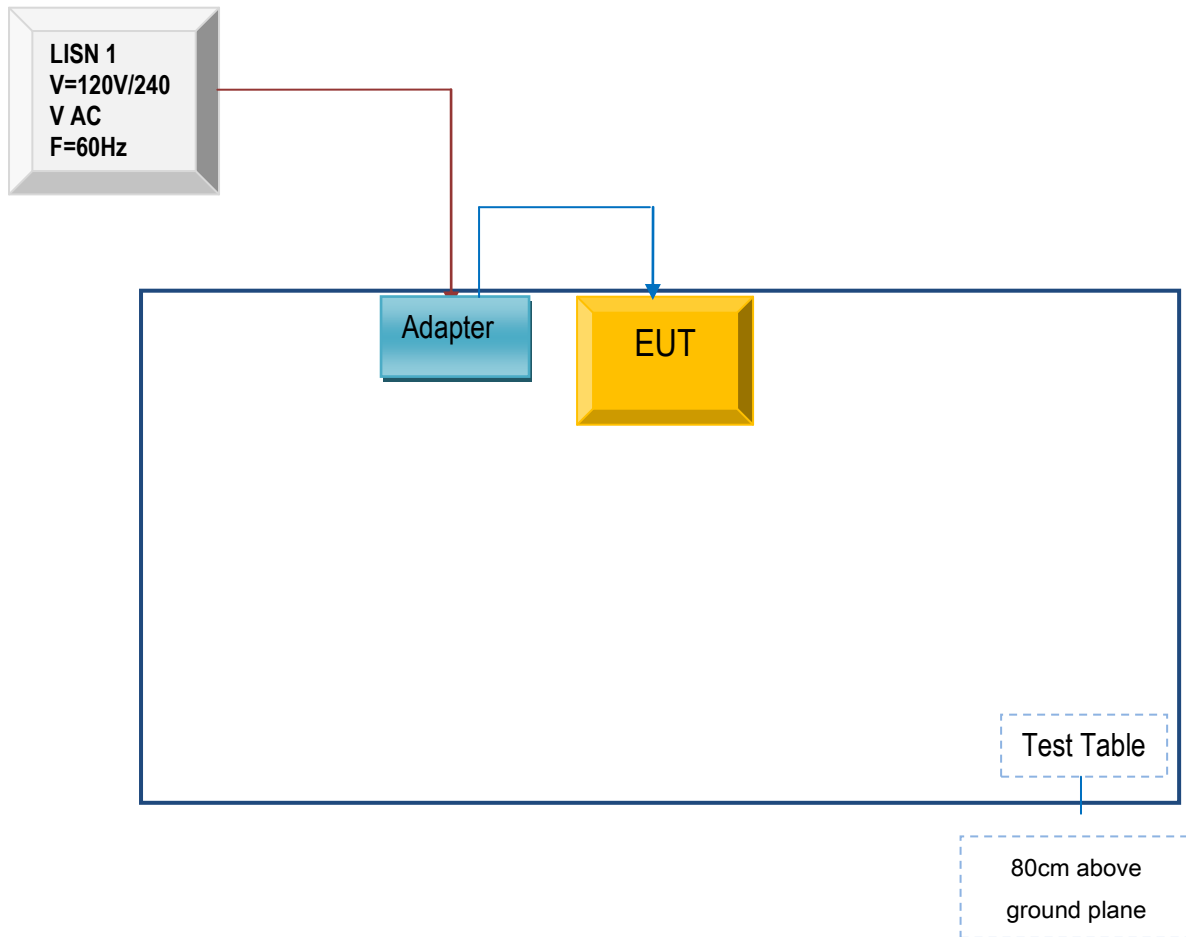 LISN 1
V=120V/240
V AC
F=60Hz
Adapter
EUT
Test Table
80cm above
ground plane